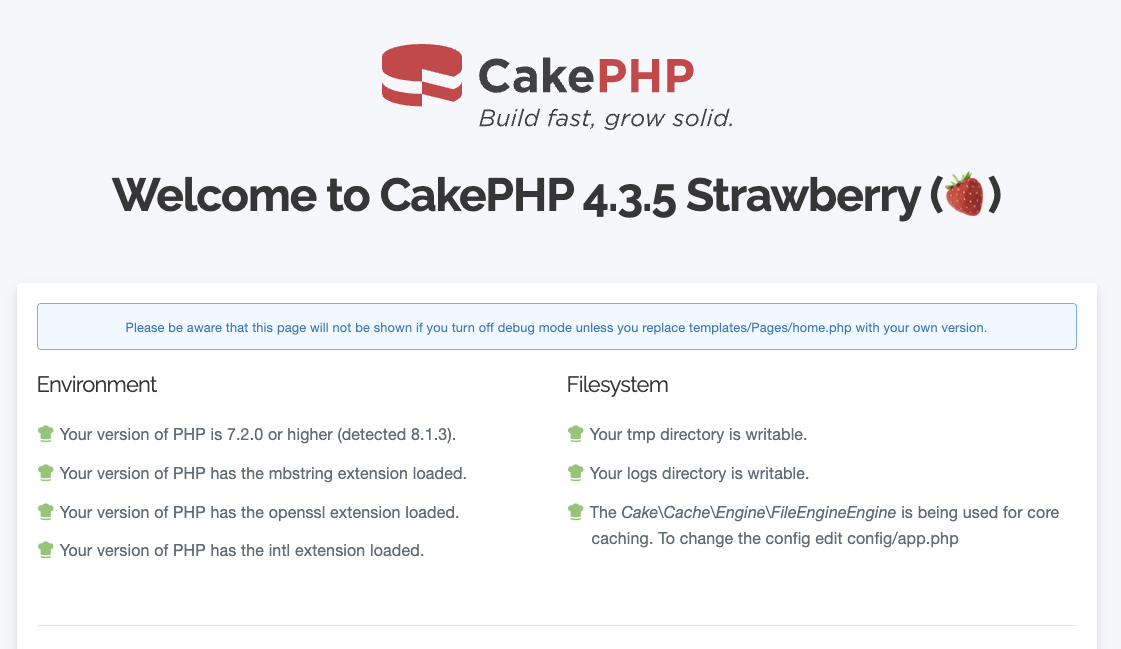 CakePHP
Build fast, grow solid.
Welcome to CakePHP 4.3.5 Strawberry (🍓)
Please be aware that this page will not be shown if you turn off debug mode unless you replace templates/Pages/home.php with your own version.
Environment
Your version of PHP is 7.2.0 or higher (detected 8.1.3).
Your version of PHP has the mbstring extension loaded.
Your version of PHP has the openssl extension loaded.
Your version of PHP has the intl extension loaded.
Filesystem
Your tmp directory is writable.
Your logs directory is writable.
The Cake\Cache\Engine\FileEngineEngine is being used for core
caching. To change the config edit config/app.php